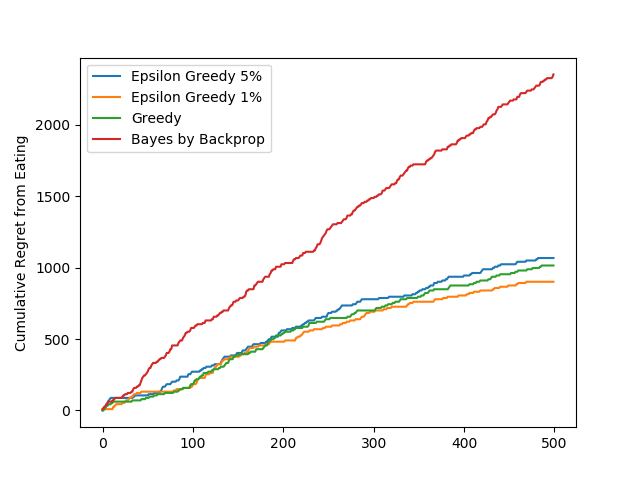 Epsilon Greedy 5%
Epsilon Greedy 1%
Greedy
Bayes by Backprop
Cumulative Regret from Eating
2000
1500
1000
500
0
0 100 200 300 400 500